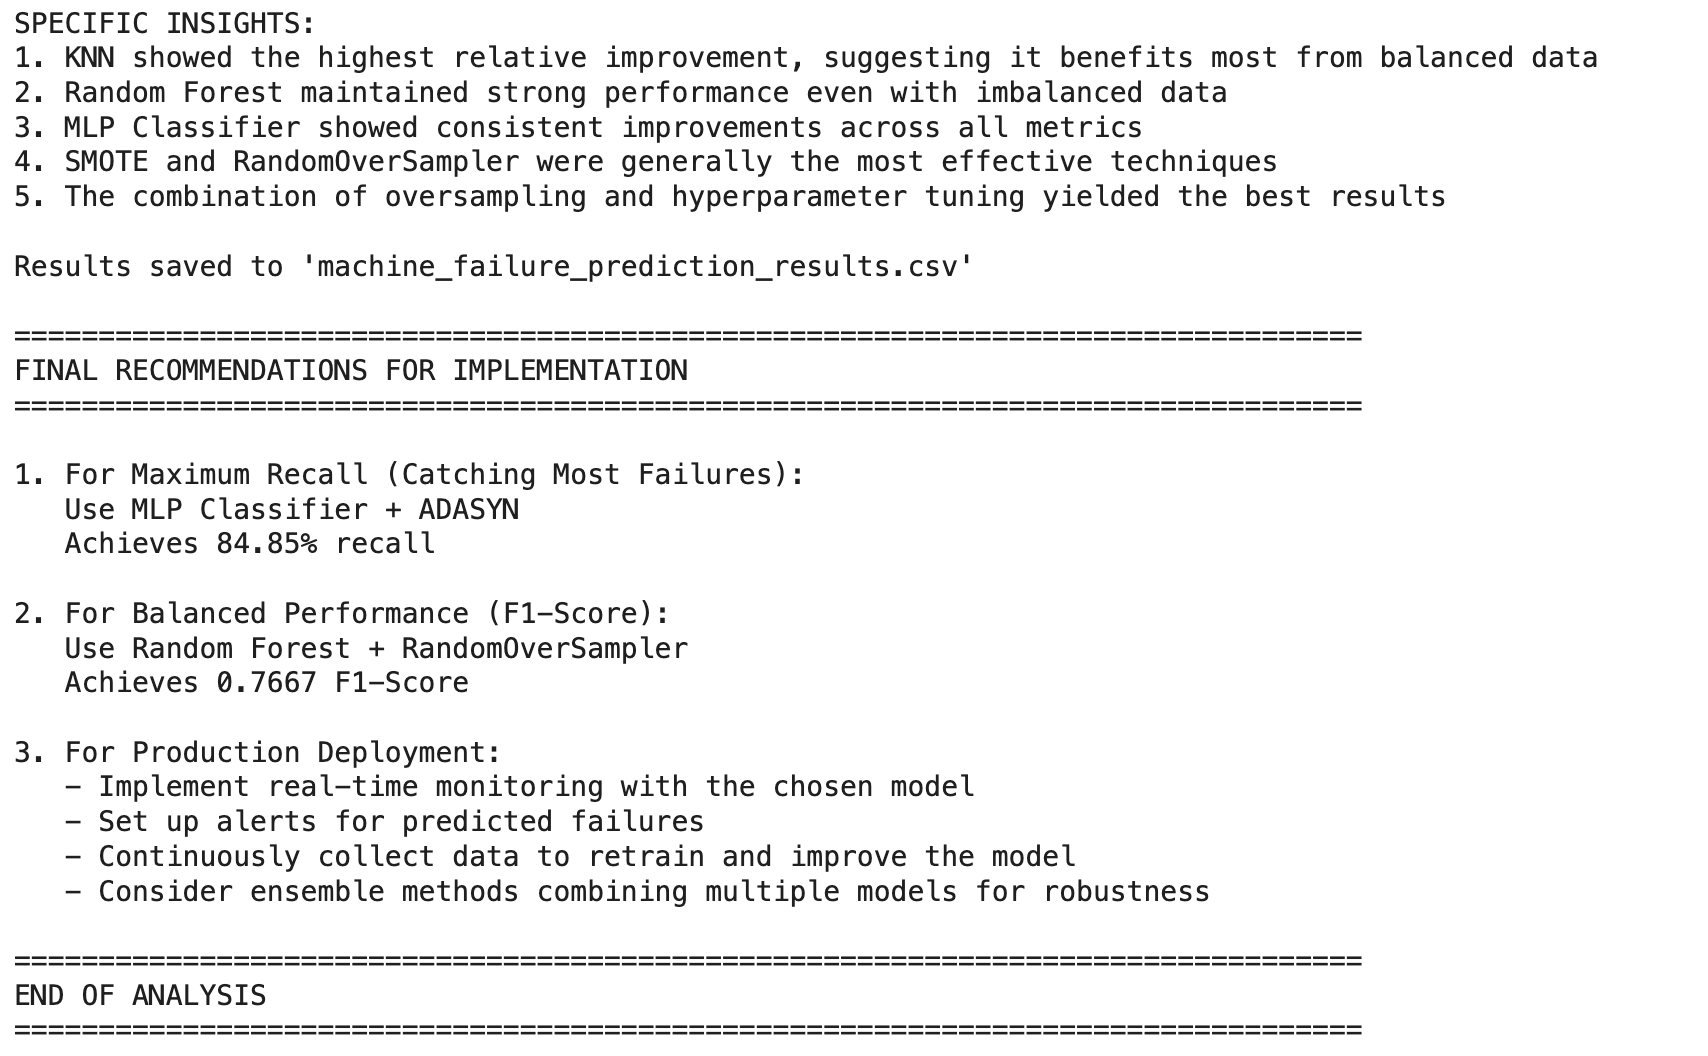 SPECIFIC INSIGHTS:
1. KNN showed the highest relative improvement, suggesting it benefits most from balanced data
2. Random Forest maintained strong performance even with imbalanced data
3. MLP Classifier showed consistent improvements across all metrics
4. SMOTE and RandomOverSampler were generally the most effective techniques
5. The combination of oversampling and hyperparameter tuning yielded the best results

Results saved to 'machine_failure_prediction_results.csv'

================================================================================
FINAL RECOMMENDATIONS FOR IMPLEMENTATION
================================================================================

1. For Maximum Recall (Catching Most Failures):
   Use MLP Classifier + ADASYN
   Achieves 84.85% recall

2. For Balanced Performance (F1-Score):
   Use Random Forest + RandomOverSampler
   Achieves 0.7667 F1-Score

3. For Production Deployment:
   - Implement real-time monitoring with the chosen model
   - Set up alerts for predicted failures
   - Continuously collect data to retrain and improve the model
   - Consider ensemble methods combining multiple models for robustness

================================================================================
END OF ANALYSIS
================================================================================